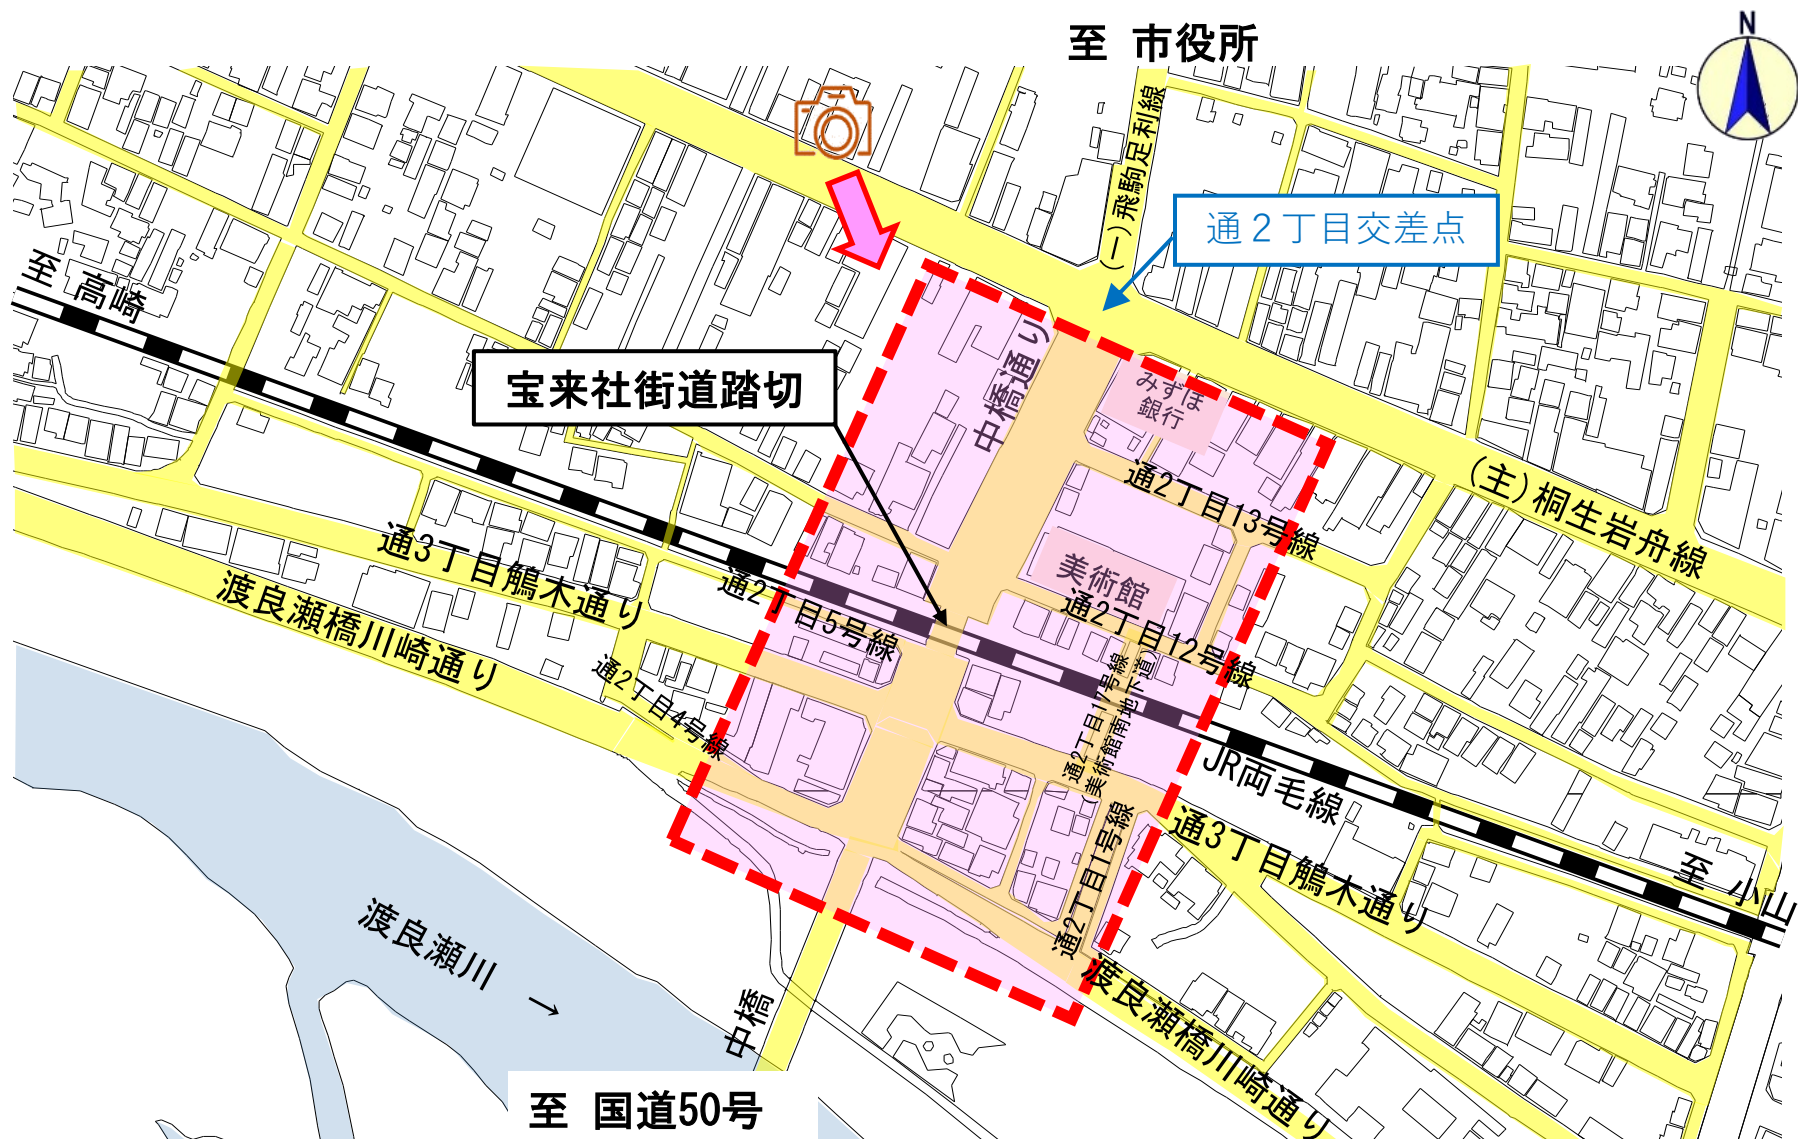 至 市役所
N
(一)飛駒足利線
通２丁目交差点
至 高崎
宝来社街道踏切
中橋通り
みずほ
銀行
(主)桐生岩舟線
通2丁目13号線
美術館
通2丁目12号線
通3丁目鵤木通り
渡良瀬橋川崎通り
通2丁目5号線
通2丁目4号線
通2丁目17号線
(美術館南地下道
JR両毛線
通2丁目1号線
通3丁目鵤木通り
至 小山
渡良瀬川 →
渡良瀬橋川崎通り
中橋
至 国道50号